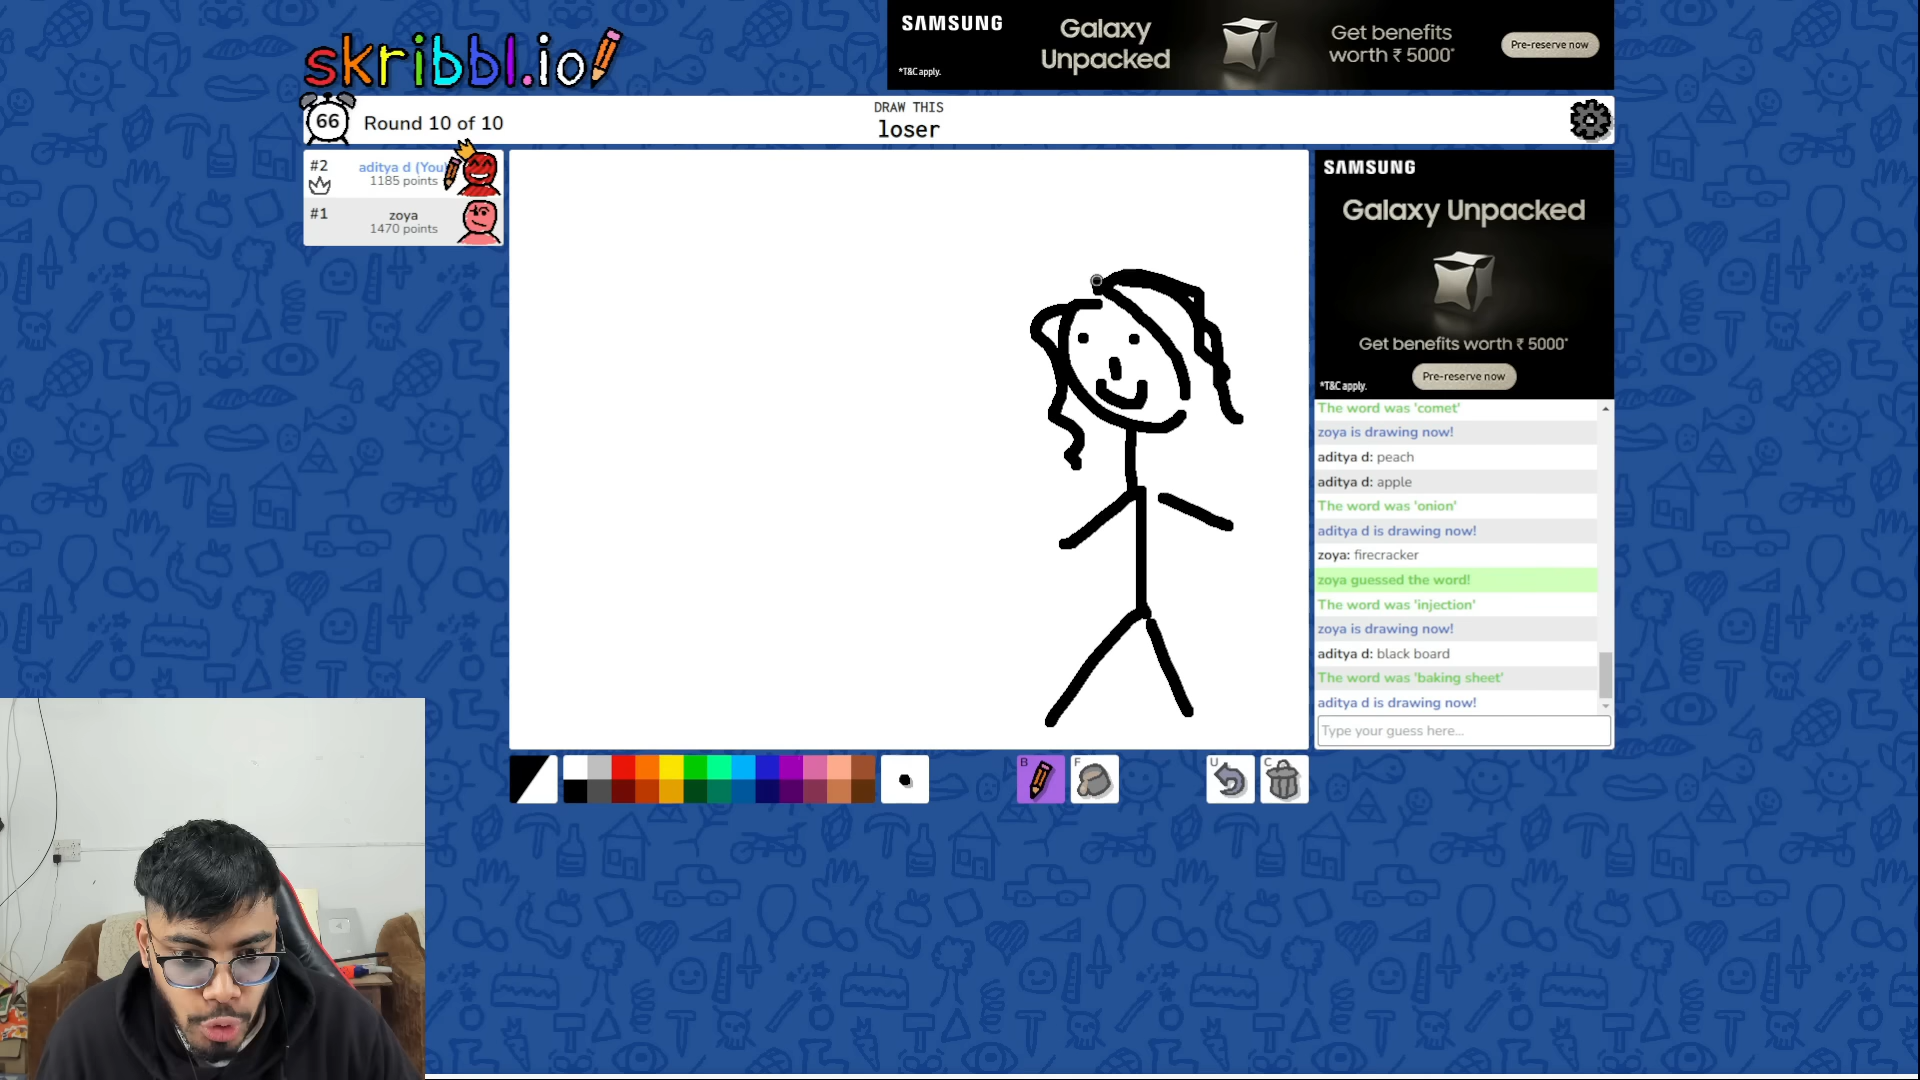 SAMSUNG
*T&C apply.
Galaxy
Unpacked
Get benefits
worth ₹ 5000*
Pre-reserve now
skribbl.io
66
Round 10 of 10
DRAW THIS
loser
#2
aditya d (You)
1185 points
#1
zoya
1470 points
SAMSUNG
Galaxy Unpacked
Get benefits worth ₹ 5000*
Pre-reserve now
*T&C apply.
The word was 'comet'
zoya is drawing now!
aditya d: peach
aditya d: apple
The word was 'onion'
aditya d is drawing now!
zoya: firecracker
zoya guessed the word!
The word was 'injection'
zoya is drawing now!
aditya d: black board
The word was 'baking sheet'
aditya d is drawing now!
Type your guess here...
B
F
U
C